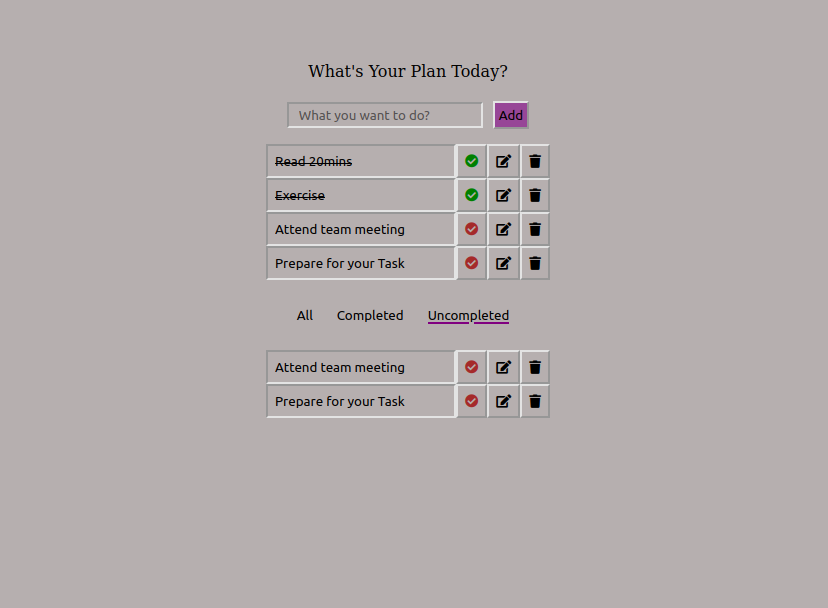 What's Your Plan Today?
What you want to do? Add
Read 20mins
Exercise
Attend team meeting
Prepare for your Task
All Completed Uncompleted
Attend team meeting
Prepare for your Task